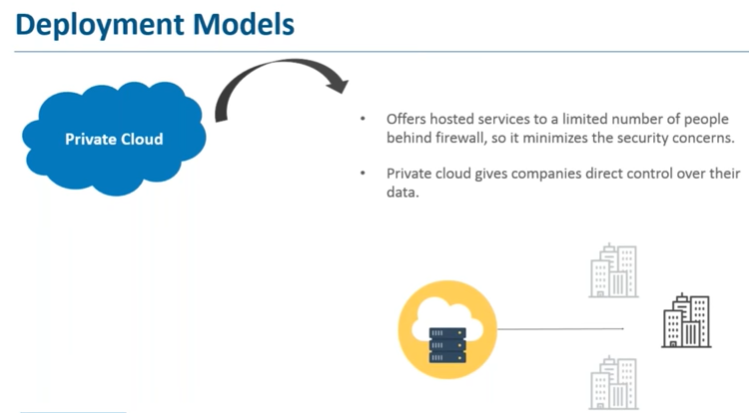 Deployment Models
Private Cloud
• Offers hosted services to a limited number of people
behind firewall, so it minimizes the security concerns.
• Private cloud gives companies direct control over their
data.